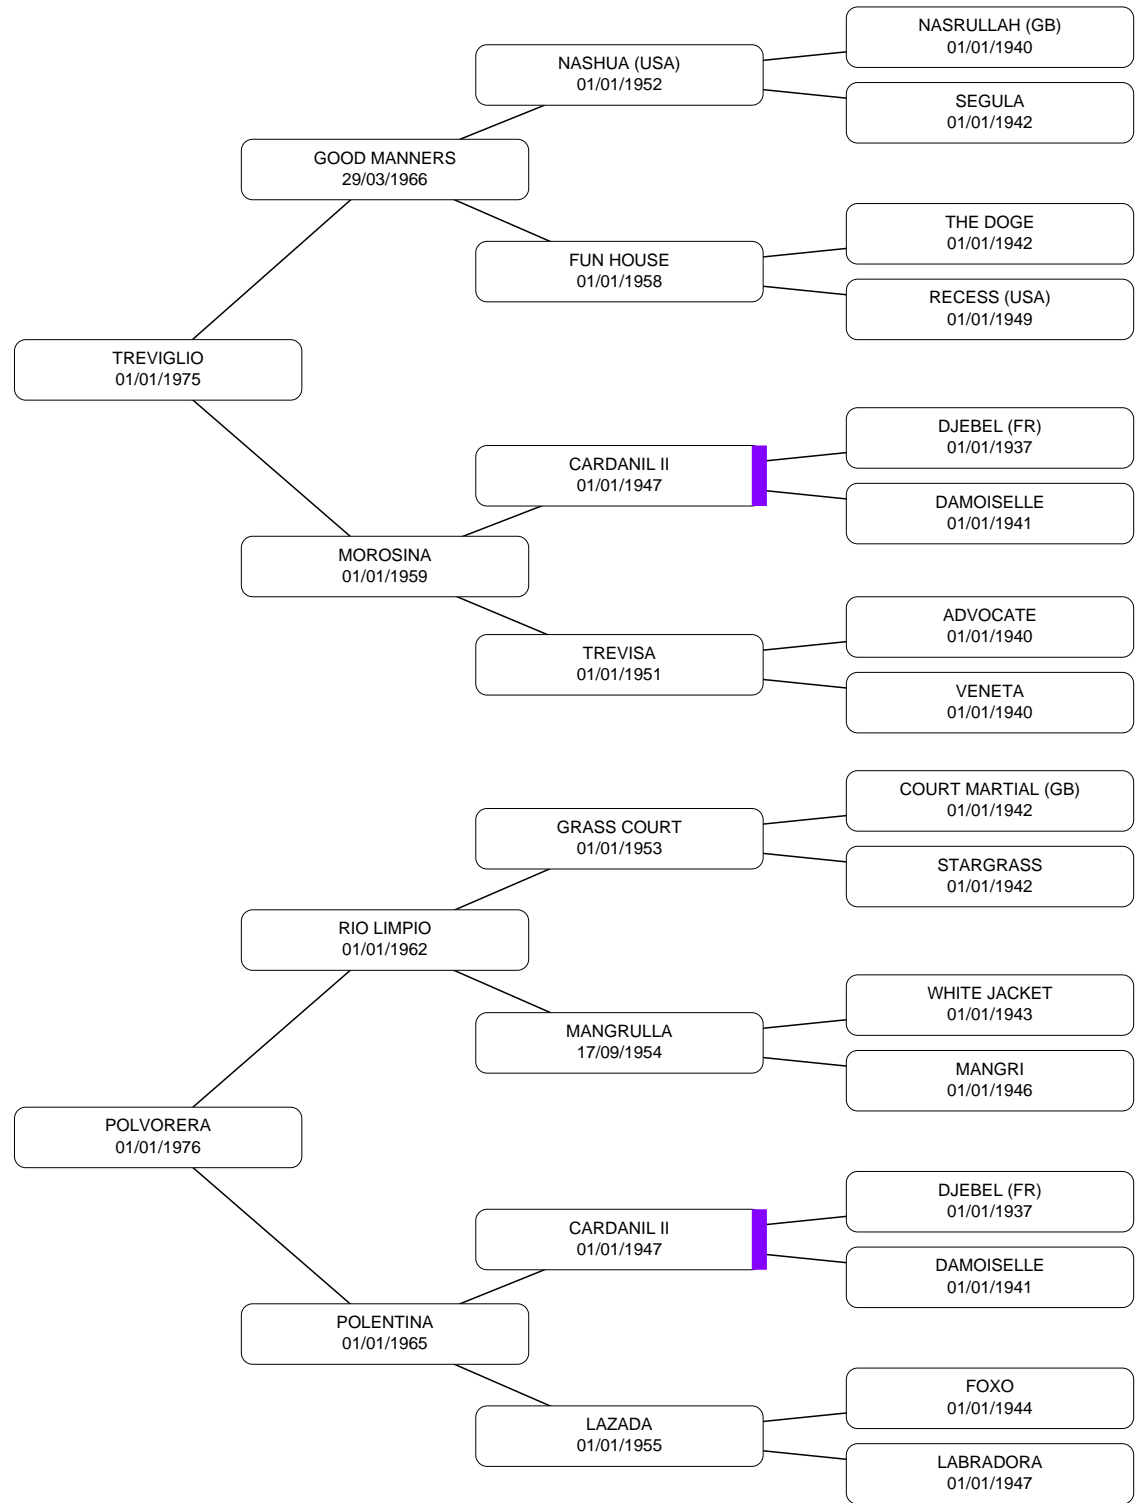 NASRULLAH (GB)
01/01/1940
NASHUA (USA)
01/01/1952
SEGULA
01/01/1942
GOOD MANNERS
29/03/1966
THE DOGE
01/01/1942
FUN HOUSE
01/01/1958
RECESS (USA)
01/01/1949
TREVIGLIO
01/01/1975
DJEBEL (FR)
01/01/1937
CARDANIL II
01/01/1947
DAMOISELLE
01/01/1941
MOROSINA
01/01/1959
ADVOCATE
01/01/1940
TREVISA
01/01/1951
VENETA
01/01/1940
COURT MARTIAL (GB)
01/01/1942
GRASS COURT
01/01/1953
STARGRASS
01/01/1942
RIO LIMPIO
01/01/1962
WHITE JACKET
01/01/1943
MANGRULLA
17/09/1954
MANGRI
01/01/1946
POLVORERA
01/01/1976
DJEBEL (FR)
01/01/1937
CARDANIL II
01/01/1947
DAMOISELLE
01/01/1941
POLENTINA
01/01/1965
FOXO
01/01/1944
LAZADA
01/01/1955
LABRADORA
01/01/1947